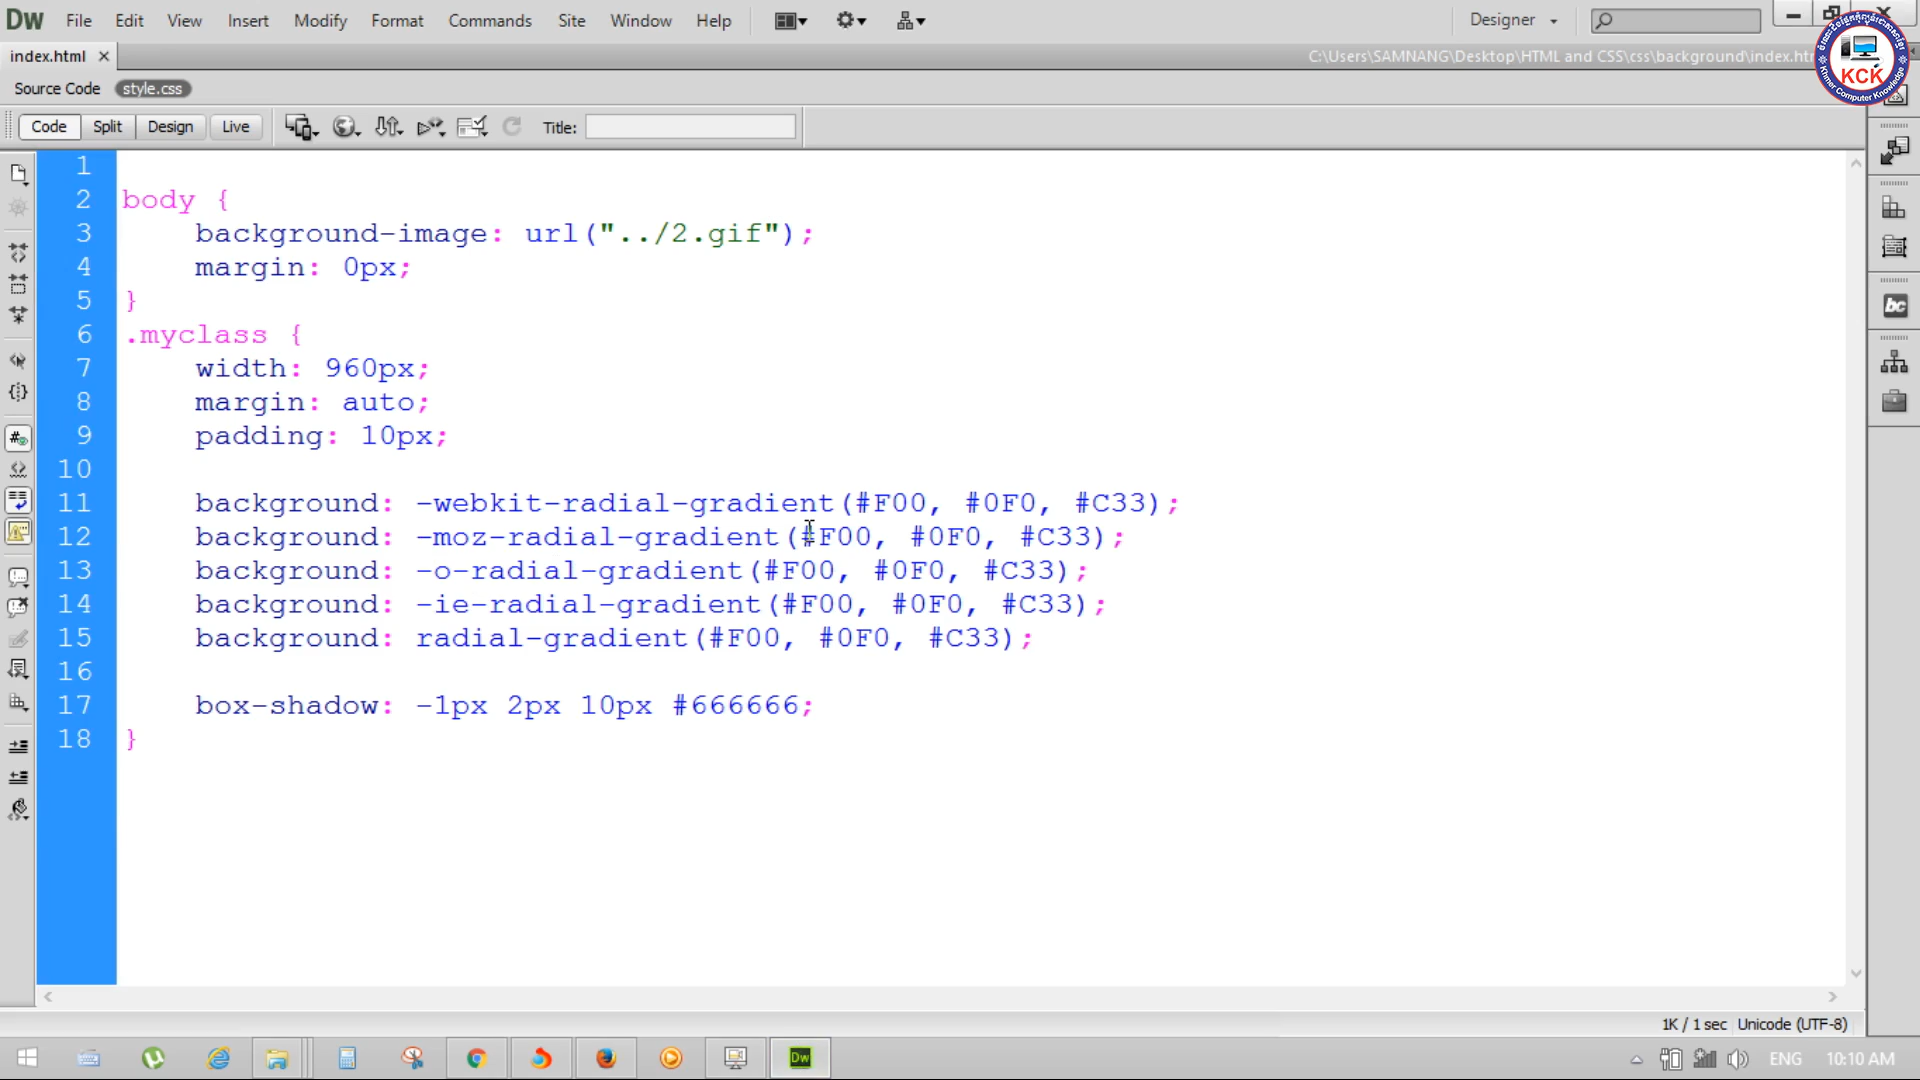 Dw File Edit View Insert Modify Format Commands Site Window Help Designer
index.html C:\Users\SAMNANG\Desktop\HTML and CSS\css\background\index.htm
KCK
Khmer Computer Knowledge
Source Code style.css
Code Split Design Live Title:
1
2 body {
3 background-image: url("../2.gif");
4 margin: 0px;
5 }
6 .myclass {
7 width: 960px;
8 margin: auto;
9 padding: 10px;
10
11 background: -webkit-radial-gradient(#F00, #0F0, #C33);
12 background: -moz-radial-gradient(#F00, #0F0, #C33);
13 background: -o-radial-gradient(#F00, #0F0, #C33);
14 background: -ie-radial-gradient(#F00, #0F0, #C33);
15 background: radial-gradient(#F00, #0F0, #C33);
16
17 box-shadow: -1px 2px 10px #666666;
18 }
bc
1K / 1 sec Unicode (UTF-8)
Dw ENG 10:10 AM